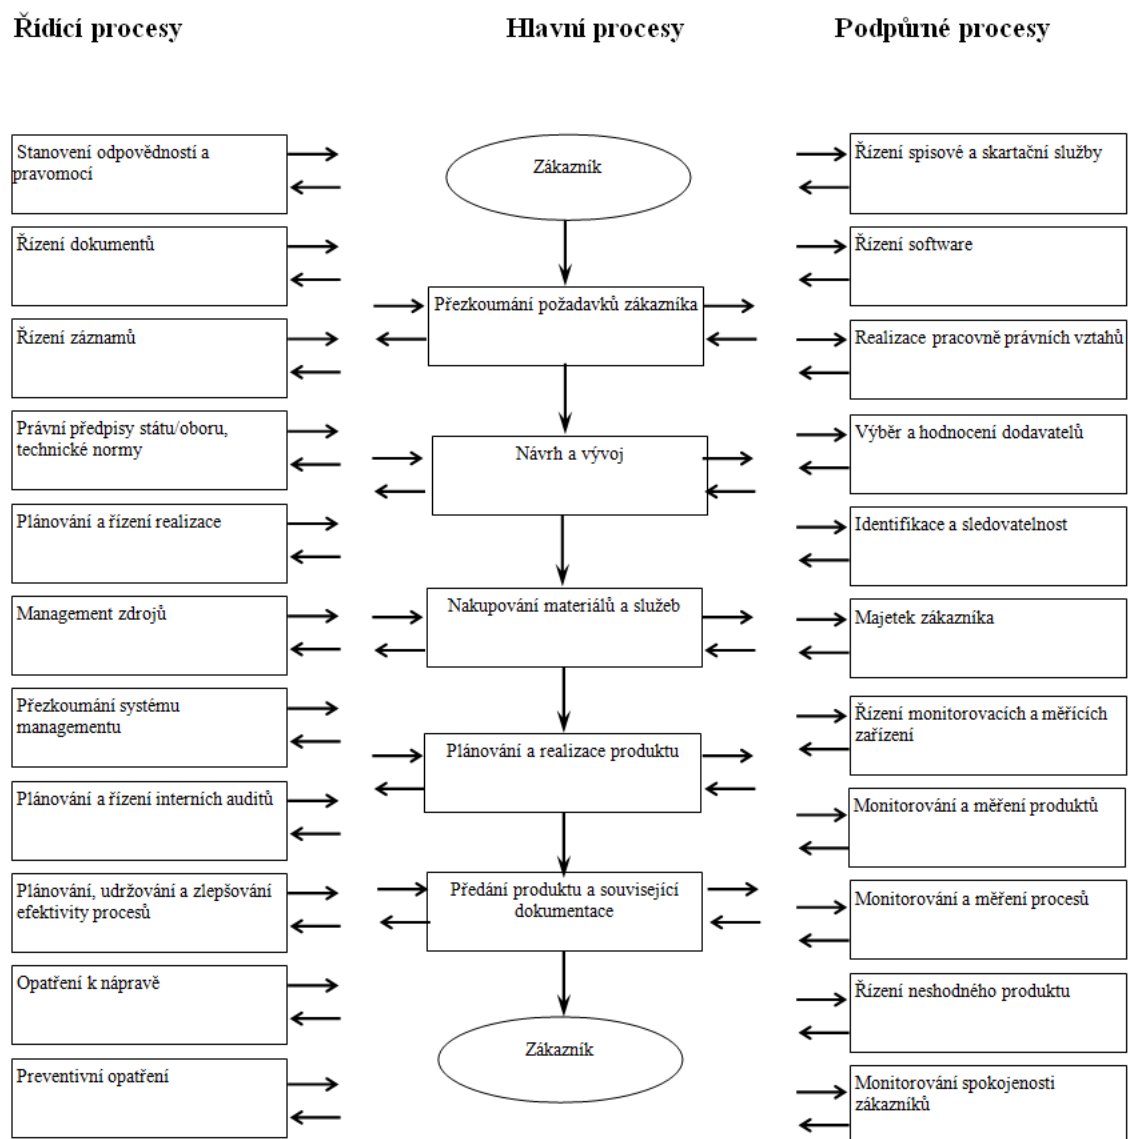 Řídící procesy
Hlavní procesy
Podpůrné procesy
Stanovení odpovědností a
pravomocí
Řízení dokumentů
Řízení záznamů
Právní předpisy státu/oboru,
technické normy
Plánování a řízení realizace
Management zdrojů
Přezkoumání systému
managementu
Plánování a řízení interních auditů
Plánování, udržování a zlepšování
efektivity procesů
Opatření k nápravě
Preventivní opatření
Zákazník
Přezkoumání požadavků zákazníka
Návrh a vývoj
Nakupování materiálů a služeb
Plánování a realizace produktu
Předání produktu a související
dokumentace
Zákazník
Řízení spisové a skartační služby
Řízení software
Realizace pracovně právních vztahů
Výběr a hodnocení dodavatelů
Identifikace a sledovatelnost
Majetek zákazníka
Řízení monitorovacích a měřících
zařízení
Monitorování a měření produktů
Monitorování a měření procesů
Řízení neshodného produktu
Monitorování spokojenosti
zákazníků